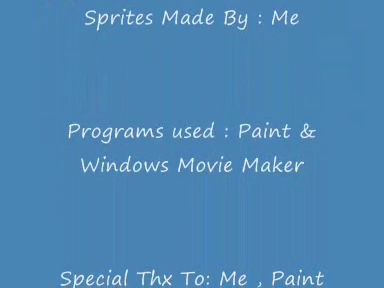 Sprites Made By : Me
Programs used : Paint &
Windows Movie Maker
Special Thx To: Me , Paint